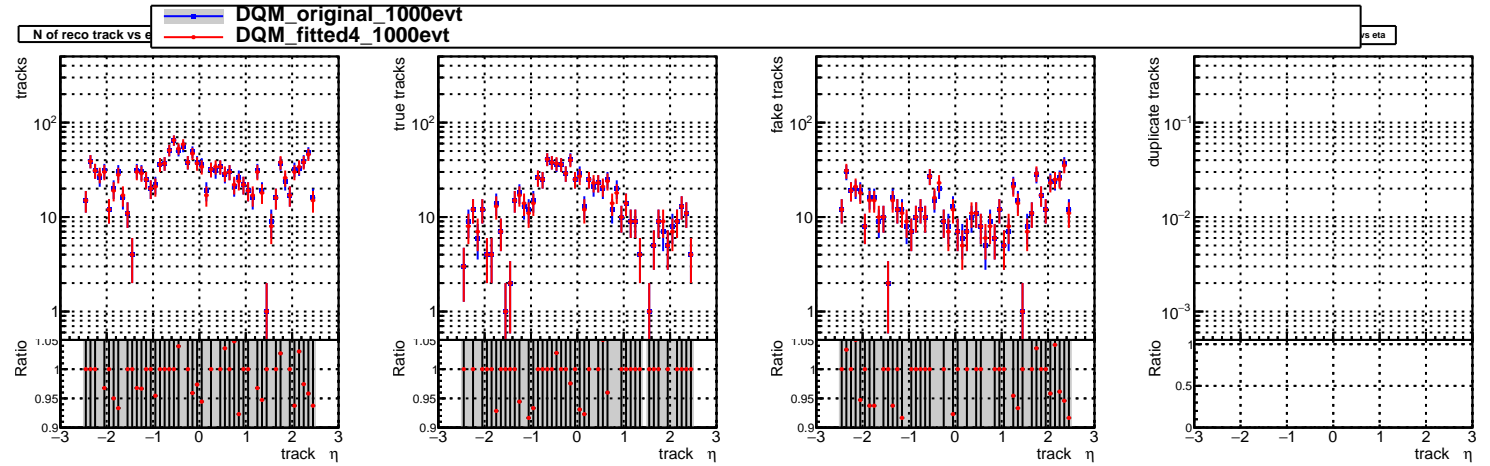 DQM_original_1000evt
DQM_fitted4_1000evt
N of reco track vs e
vs eta
tracks
10²
10
1
Ratio
1.05
1
0.95
0.9
−3 −2 −1 0 1 2 3
track η
true tracks
10²
10
1
Ratio
1.05
1
0.95
0.9
−3 −2 −1 0 1 2 3
track η
fake tracks
10²
10
1
Ratio
1.05
1
0.95
0.9
−3 −2 −1 0 1 2 3
track η
duplicate tracks
10⁻¹
10⁻²
10⁻³
Ratio
1
0.5
0
−3 −2 −1 0 1 2 3
track η